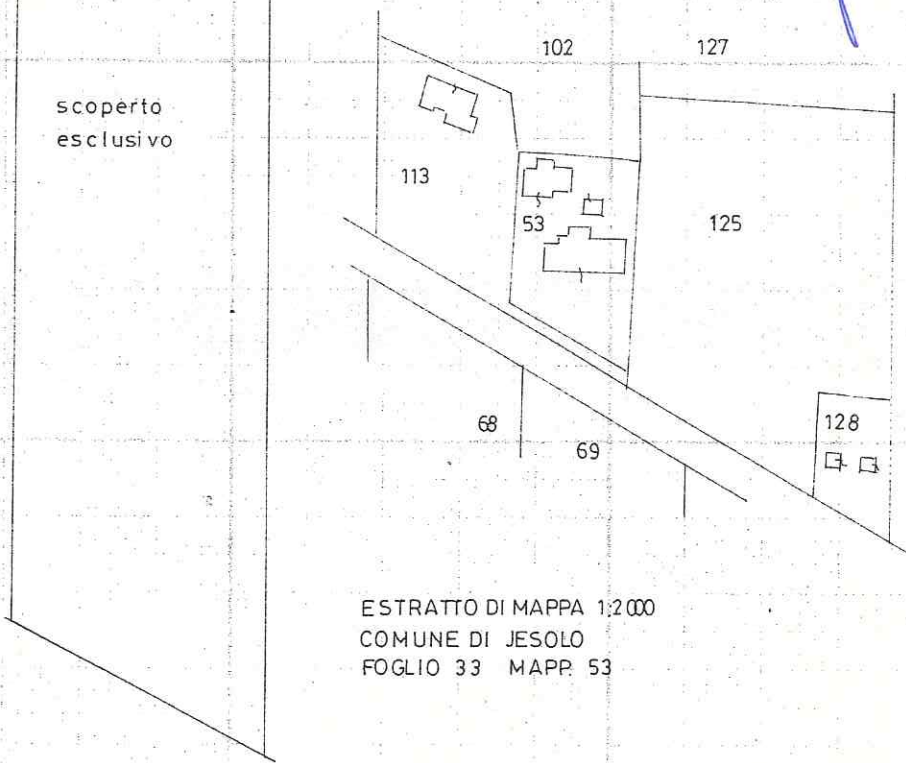 scoperto
esclusivo
102
127
113
53
125
128
68
69
ESTRATTO DI MAPPA 1:2000
COMUNE DI JESOLO
FOGLIO 33 MAPP. 53